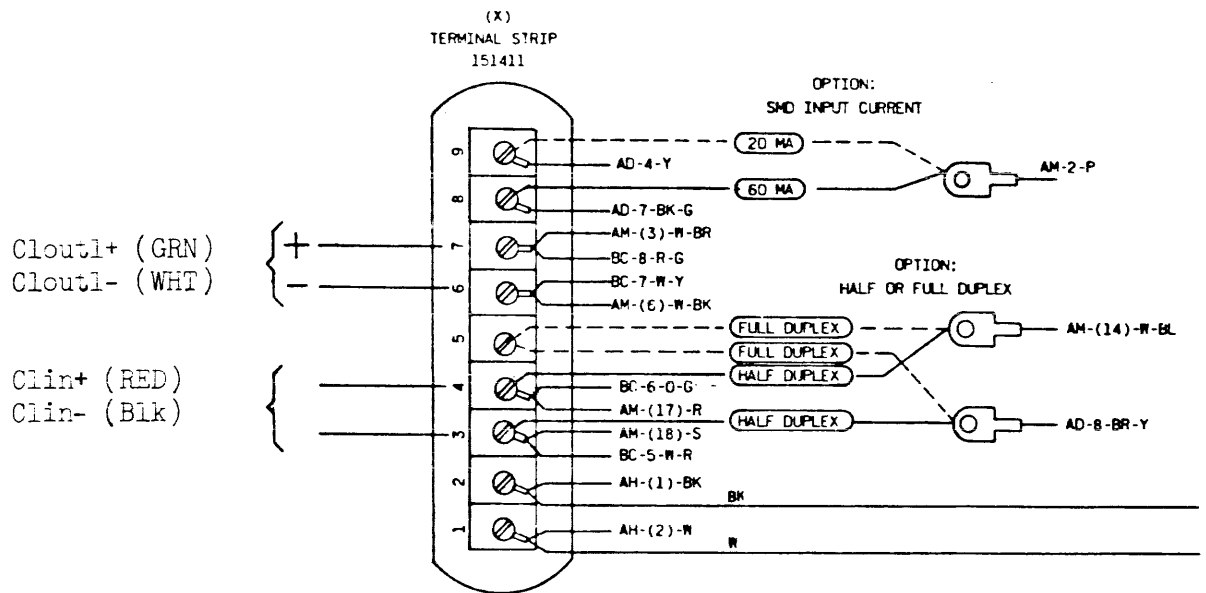 (X)
TERMINAL STRIP
151411
OPTION:
SMD INPUT CURRENT
9
20 MA
AD-4-Y
AM-2-P
8
60 MA
AD-7-BK-G
Clout1+ (GRN)
+
7
AM-(3)-W-BR
BC-8-R-G
Clout1- (WHT)
-
6
BC-7-W-Y
AM-(6)-W-BK
OPTION:
HALF OR FULL DUPLEX
5
FULL DUPLEX
AM-(14)-W-BL
FULL DUPLEX
Clin+ (RED)
4
HALF DUPLEX
BC-6-O-G
AM-(17)-R
Clin- (Blk)
3
HALF DUPLEX
AD-8-BR-Y
AM-(18)-S
BC-5-W-R
2
AH-(1)-BK
BK
1
AH-(2)-W
W